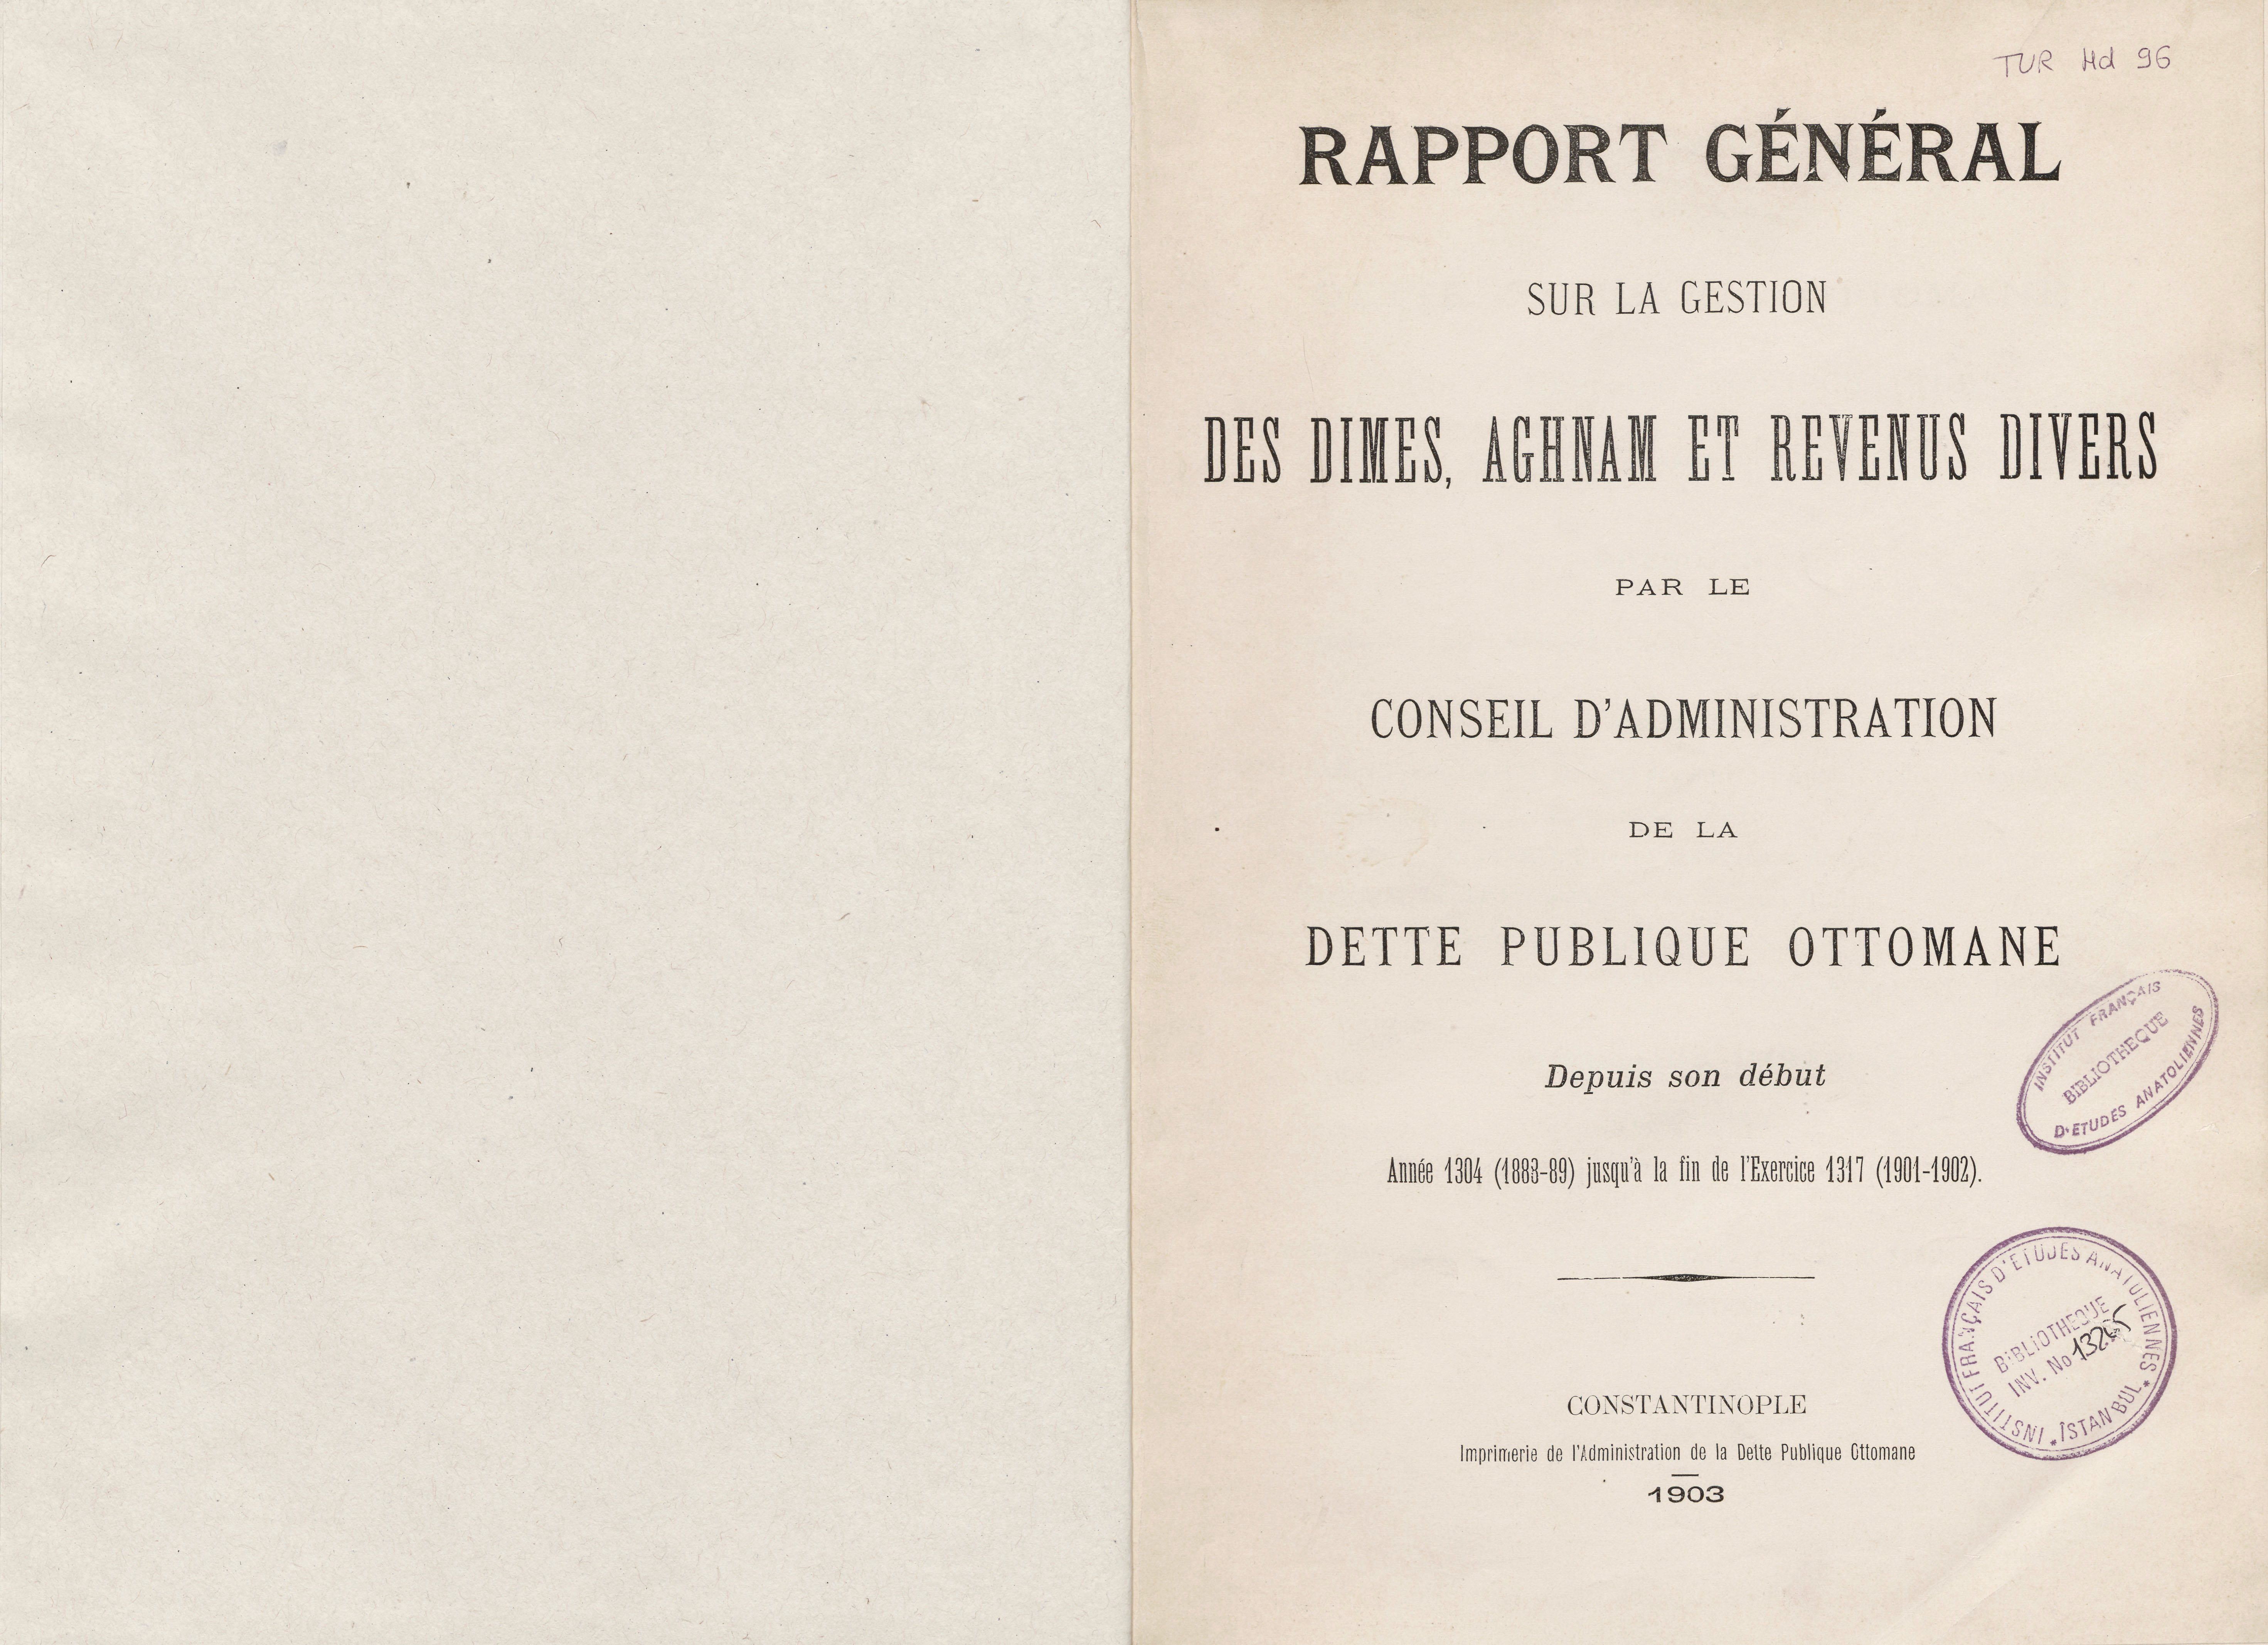 TUR Hd 96
RAPPORT GÉNÉRAL
SUR LA GESTION
DES DIMES, AGHNAM ET REVENUS DIVERS
PAR LE
CONSEIL D'ADMINISTRATION
DE LA
DETTE PUBLIQUE OTTOMANE
Depuis son début
Année 1304 (1883-89) jusqu'à la fin de l'Exercice 1317 (1901-1902).
INSTITUT FRANÇAIS
BIBLIOTHEQUE
D'ETUDES ANATOLIENNES
INSTITUT FRANÇAIS D'ETUDES ANATOLIENNES
BIBLIOTHEQUE
INV. No
* İSTANBUL *
CONSTANTINOPLE
Imprimerie de l'Administration de la Dette Publique Ottomane
1903